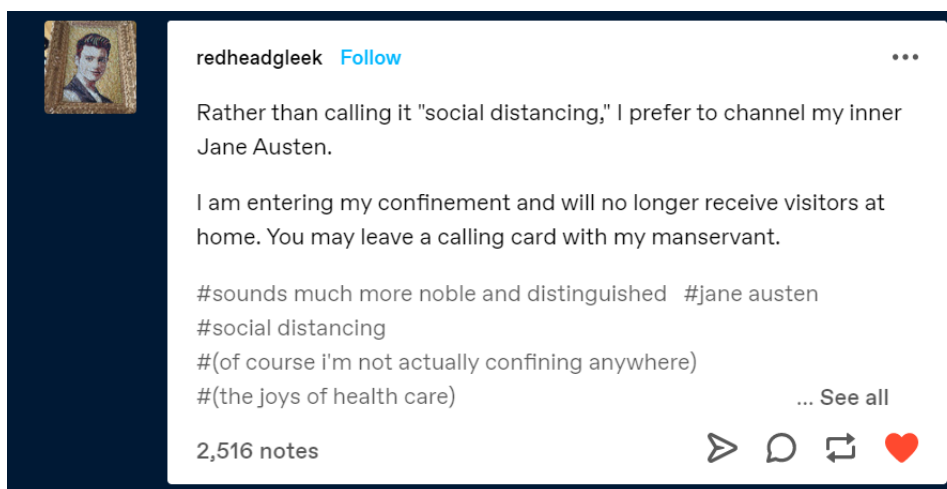 redheadgleek Follow
Rather than calling it "social distancing," I prefer to channel my inner
Jane Austen.
I am entering my confinement and will no longer receive visitors at
home. You may leave a calling card with my manservant.
#sounds much more noble and distinguished #jane austen
#social distancing
#(of course i'm not actually confining anywhere)
#(the joys of health care) ... See all
2,516 notes